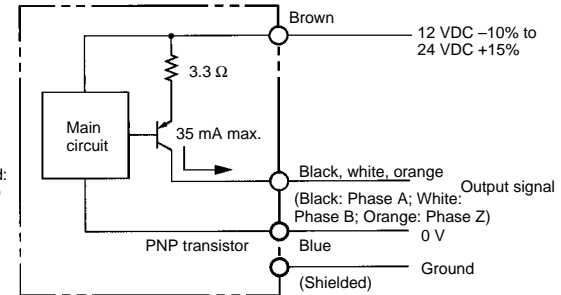 Brown
12 VDC –10% to
24 VDC +15%
3.3 Ω
Main
circuit
35 mA max.
Black, white, orange
Output signal
(Black: Phase A; White:
Phase B; Orange: Phase Z)
0 V
PNP transistor
Blue
Ground
(Shielded)